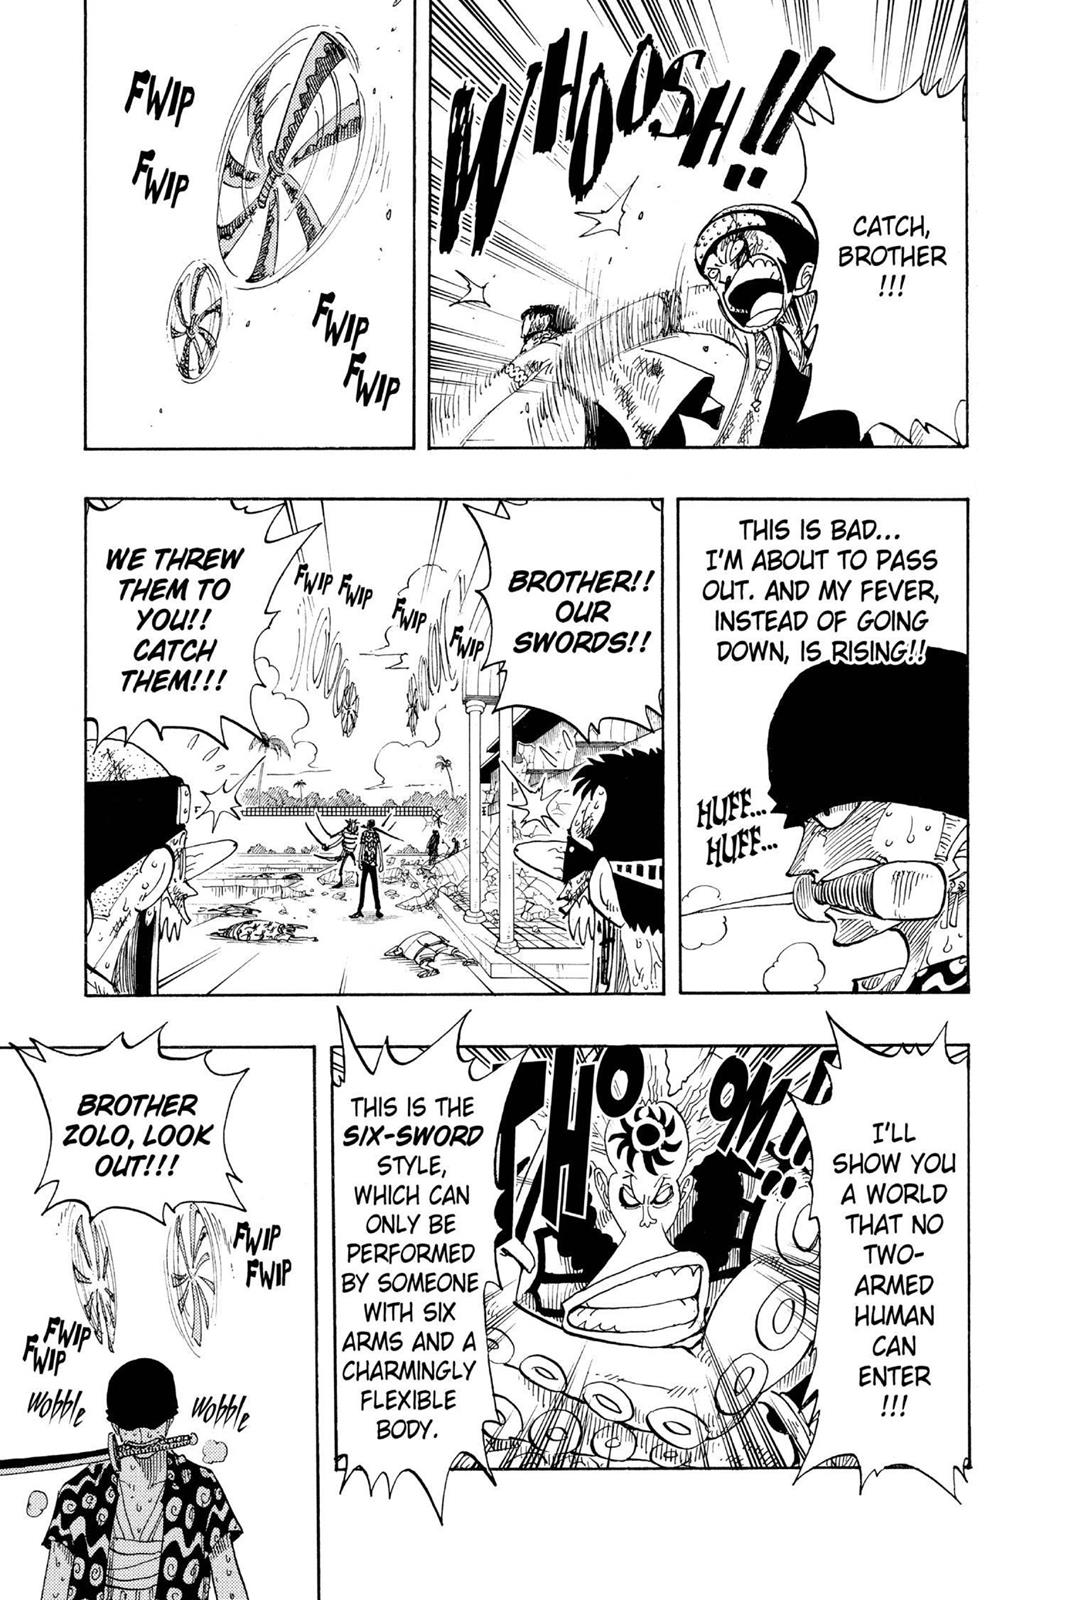 WHOOSH!!
CATCH,
BROTHER
!!!
FWIP
FWIP
FWIP
FWIP
THIS IS BAD...
I'M ABOUT TO PASS
OUT. AND MY FEVER,
INSTEAD OF GOING
DOWN, IS RISING!!
HUFF...
HUFF...
BROTHER!!
OUR
SWORDS!!
FWIP
FWIP
FWIP
FWIP
WE THREW
THEM TO
YOU!!
CATCH
THEM!!!
I'LL
SHOW YOU
A WORLD
THAT NO
TWO-
ARMED
HUMAN
CAN
ENTER
!!!
THIS IS THE
SIX-SWORD
STYLE,
WHICH CAN
ONLY BE
PERFORMED
BY SOMEONE
WITH SIX
ARMS AND A
CHARMINGLY
FLEXIBLE
BODY.
BROTHER
ZOLO, LOOK
OUT!!!
FWIP
FWIP
FWIP
FWIP
WOBBLE
WOBBLE